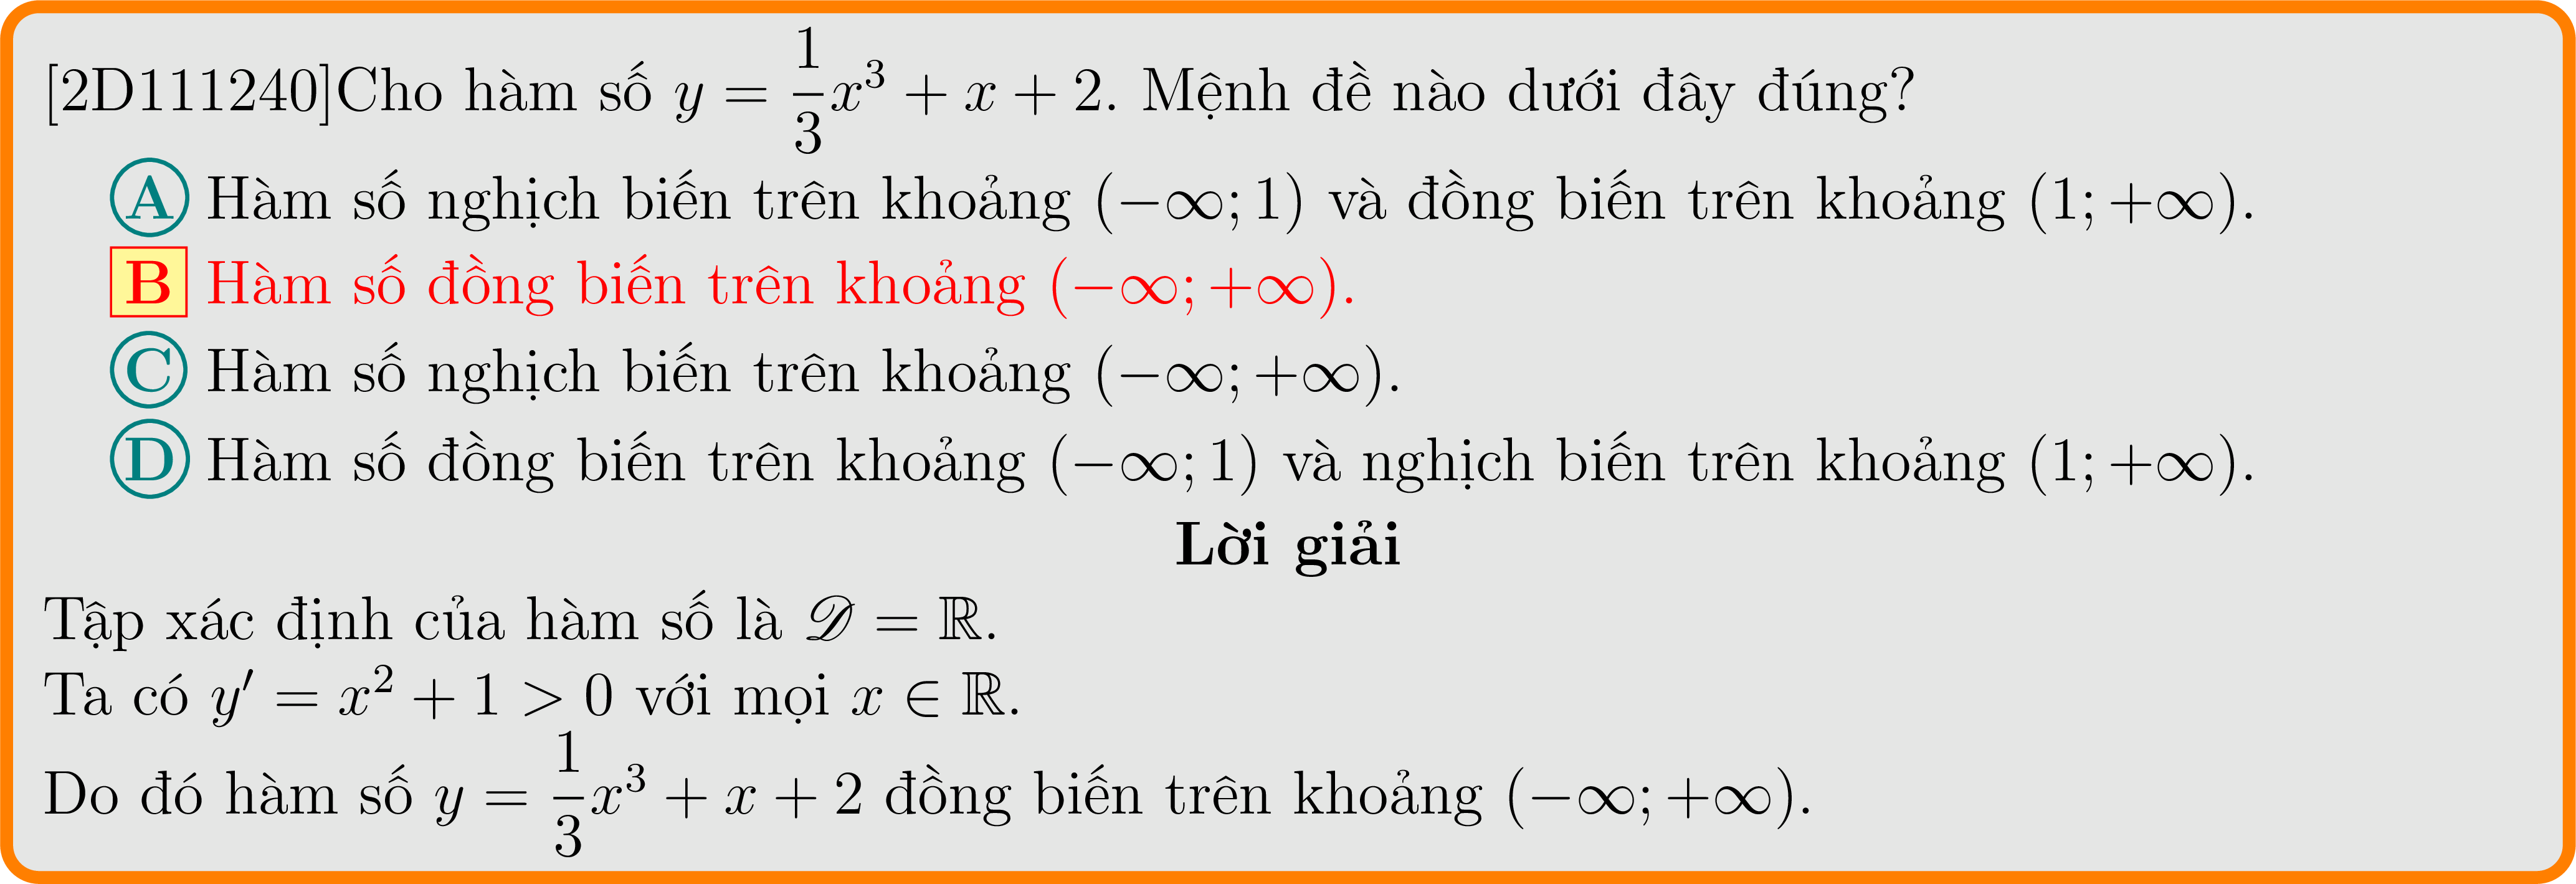 [2D111240]Cho hàm số $y = \dfrac{1}{3}x^3 + x + 2$. Mệnh đề nào dưới đây đúng?
A Hàm số nghịch biến trên khoảng $(-\infty; 1)$ và đồng biến trên khoảng $(1; +\infty)$.
B Hàm số đồng biến trên khoảng $(-\infty; +\infty)$.
C Hàm số nghịch biến trên khoảng $(-\infty; +\infty)$.
D Hàm số đồng biến trên khoảng $(-\infty; 1)$ và nghịch biến trên khoảng $(1; +\infty)$.
Lời giải
Tập xác định của hàm số là $\mathscr{D} = \mathbb{R}$.
Ta có $y' = x^2 + 1 > 0$ với mọi $x \in \mathbb{R}$.
Do đó hàm số $y = \dfrac{1}{3}x^3 + x + 2$ đồng biến trên khoảng $(-\infty; +\infty)$.